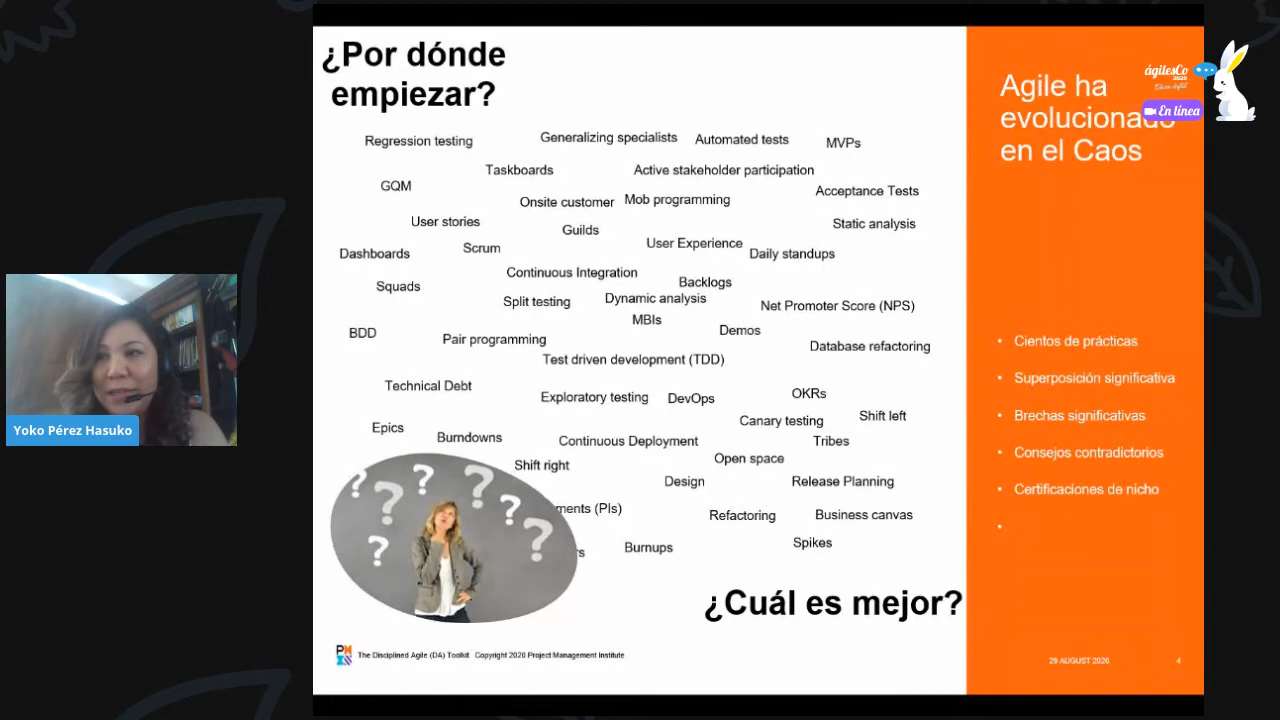 ¿Por dónde
empiezar?
Regression testing
Generalizing specialists
Automated tests
MVPs
Taskboards
Active stakeholder participation
GQM
Acceptance Tests
Onsite customer
Mob programming
User stories
Guilds
Static analysis
Scrum
User Experience
Dashboards
Daily standups
Continuous Integration
Squads
Backlogs
Split testing
Dynamic analysis
Net Promoter Score (NPS)
MBIs
BDD
Pair programming
Demos
Database refactoring
Test driven development (TDD)
Technical Debt
Exploratory testing
DevOps
OKRs
Canary testing
Shift left
Epics
Burndowns
Continuous Deployment
Tribes
Shift right
Open space
Design
Release Planning
ments (PIs)
Refactoring
Business canvas
rs
Burnups
Spikes
¿Cuál es mejor?
The Disciplined Agile (DA) Toolkit Copyright 2020 Project Management Institute
Agile ha
evolucionado
en el Caos
• Cientos de prácticas
• Superposición significativa
• Brechas significativas
• Consejos contradictorios
• Certificaciones de nicho
•
29 AUGUST 2020
4
ágilesCo
2020
Edición digital
En línea
Yoko Pérez Hasuko